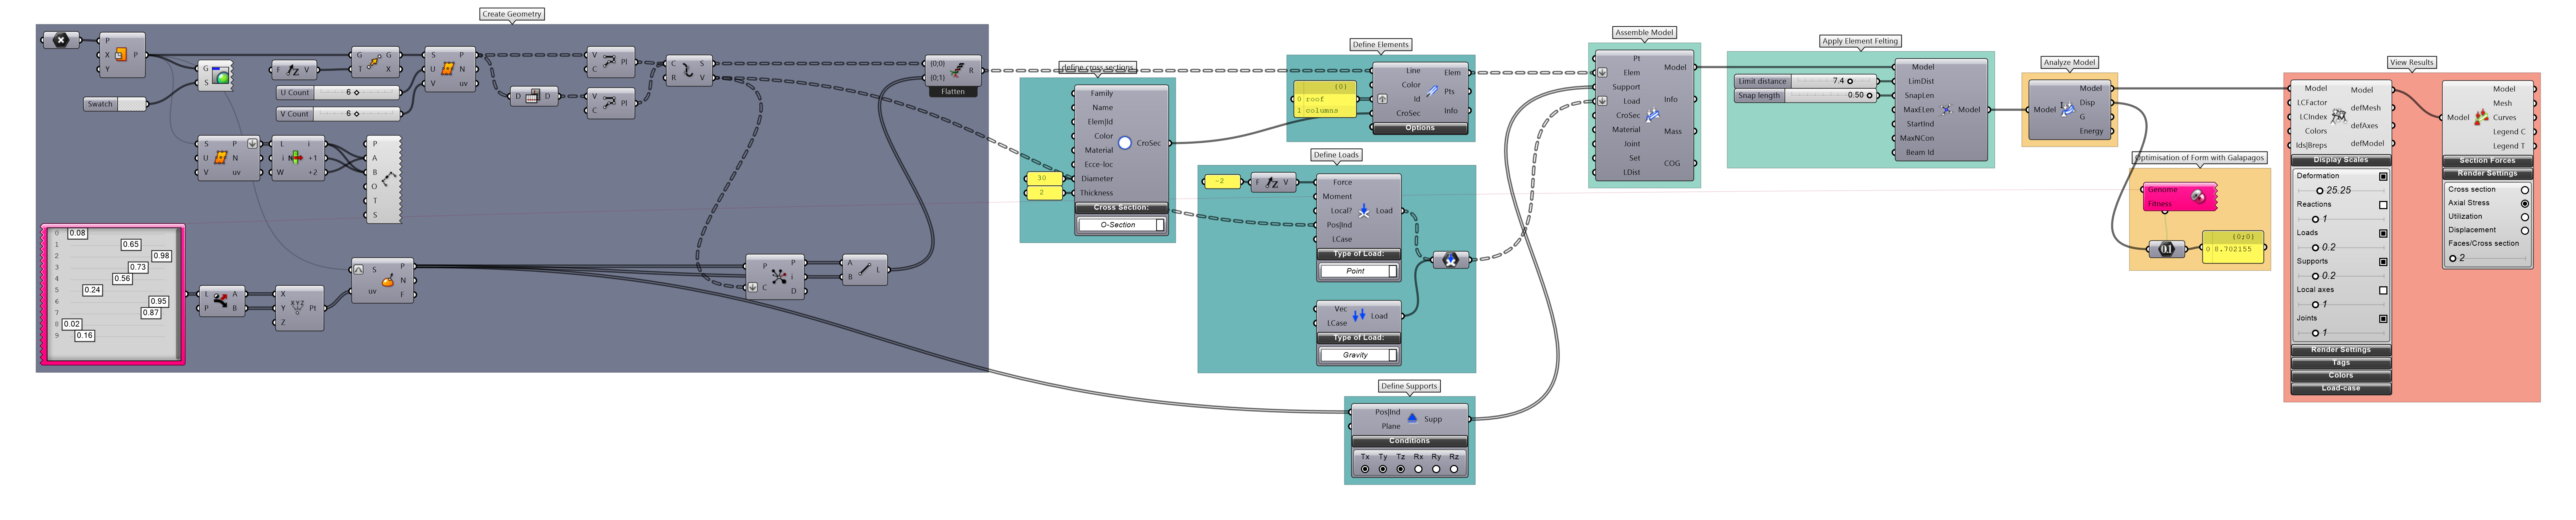 Create Geometry
P
X
Y
P
G
S
Swatch
F
V
U Count
6
V Count
6
G
T
G
X
S
U
V
P
N
uv
D
D
V
C
Pl
V
C
Pl
C
R
S
V
{0;0}
{0;1}
R
Flatten
S
U
V
P
N
uv
L
i
W
i
+1
+2
P
A
B
O
T
S
0
0.08
1
0.65
2
0.98
3
0.73
4
0.56
5
0.24
6
0.95
7
0.87
8
0.02
9
0.16
L
P
A
B
X
Y
Z
Pt
S
uv
P
N
F
P
C
P
i
D
A
B
L
define cross sections
Family
Name
Elem|Id
Color
Material
Ecce-loc
Diameter
Thickness
CroSec
30
2
Cross Section:
O-Section
Define Elements
{0}
0 roof
1 columns
Line
Color
Id
CroSec
Elem
Pts
Info
Options
Define Loads
-2
F
V
Force
Moment
Local?
Pos|Ind
LCase
Load
Type of Load:
Point
Vec
LCase
Load
Type of Load:
Gravity
Define Supports
Pos|Ind
Plane
Supp
Conditions
Tx Ty Tz Rx Ry Rz
Assemble Model
Pt
Elem
Support
Load
CroSec
Material
Joint
Set
LDist
Model
Info
Mass
COG
Apply Element Felting
Limit distance
7.4
Snap length
0.50
Model
LimDist
SnapLen
MaxELen
StartInd
MaxNCon
Beam Id
Model
Analyze Model
Model
Model
Disp
G
Energy
Optimisation of Form with Galapagos
Genome
Fitness
{0;0}
0 6.702155
View Results
Model
LCFactor
LCIndex
Colors
Ids|Breps
Model
defMesh
defAxes
defModel
Display Scales
Deformation
25.25
Reactions
1
Loads
0.2
Supports
0.2
Local axes
1
Joints
1
Render Settings
Tags
Colors
Load-case
Model
Model
Mesh
Curves
Legend C
Legend T
Section Forces
Render Settings
Cross section
Axial Stress
Utilization
Displacement
Faces/Cross section
2